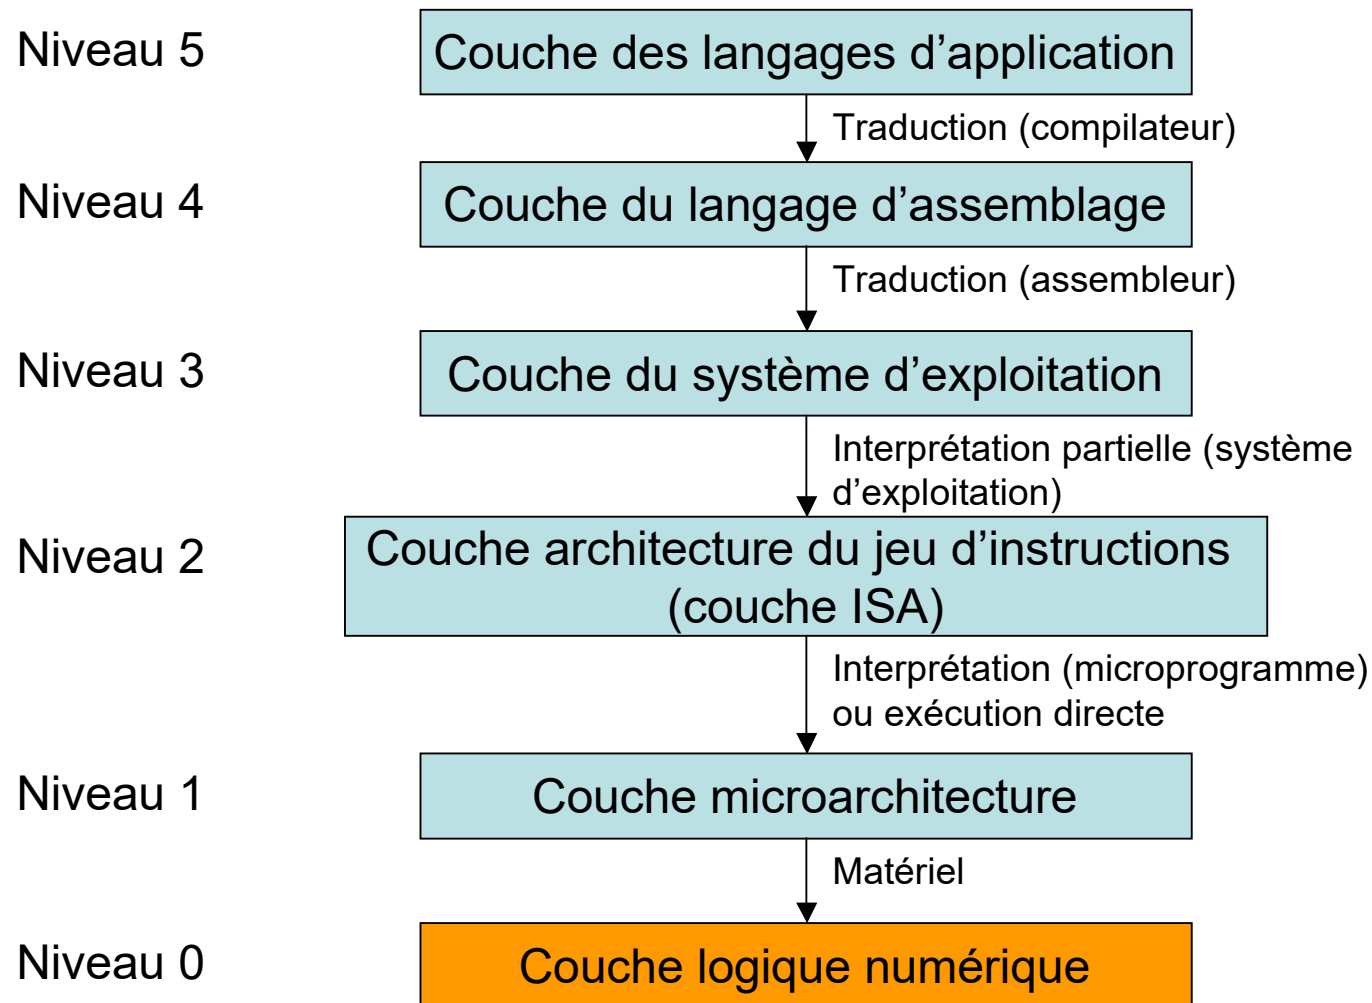 Niveau 5
Couche des langages d’application
Traduction (compilateur)
Niveau 4
Couche du langage d’assemblage
Traduction (assembleur)
Niveau 3
Couche du système d’exploitation
Interprétation partielle (système
d’exploitation)
Niveau 2
Couche architecture du jeu d’instructions
(couche ISA)
Interprétation (microprogramme)
ou exécution directe
Niveau 1
Couche microarchitecture
Matériel
Niveau 0
Couche logique numérique